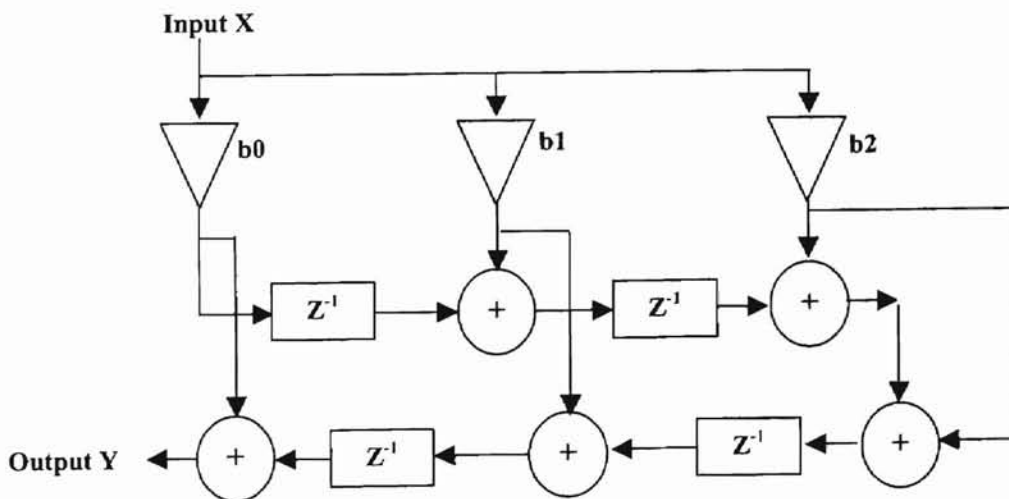 Input X
b0
b1
b2
Z⁻¹
+
Z⁻¹
+
Output Y
+
Z⁻¹
+
Z⁻¹
+